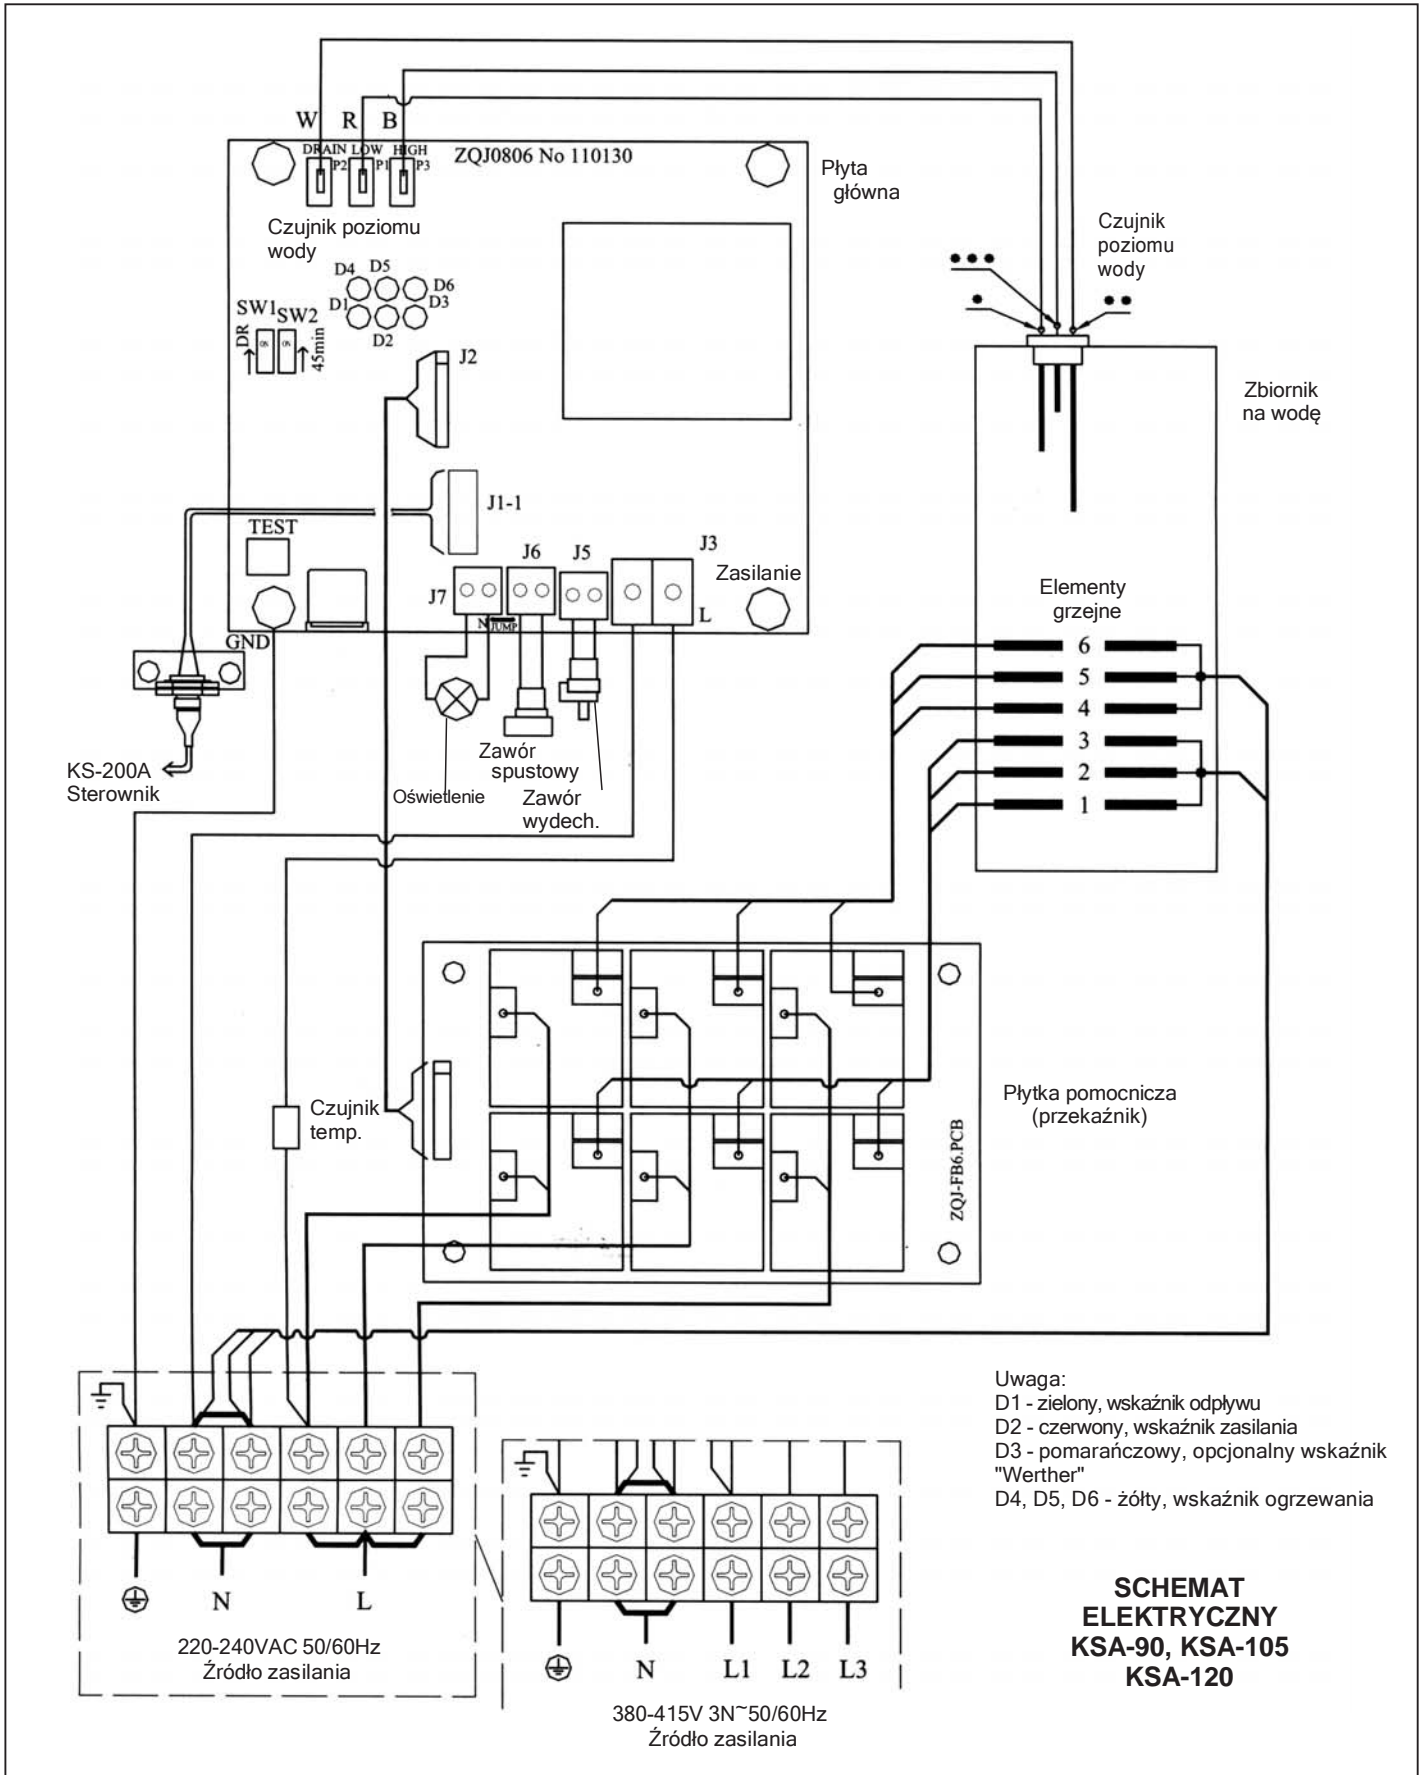 W R B
DRAIN LOW HIGH
P2 P1 P3
ZQJ0806 No 110130
Płyta
główna
Czujnik poziomu
wody
Czujnik
poziomu
wody
D4 D5 D6
D1 D2 D3
SW1 SW2
DR
45min
J2
Zbiornik
na wodę
J1-1
TEST
J7
J6
J5
J3
Zasilanie
N JUMP
L
GND
Elementy
grzejne
6
5
4
3
2
1
KS-200A
Sterownik
Oświetlenie
Zawór
spustowy
Zawór
wydech.
Czujnik
temp.
Płytka pomocnicza
(przekaźnik)
ZQJ-FB6.PCB
Uwaga:
D1 - zielony, wskaźnik odpływu
D2 - czerwony, wskaźnik zasilania
D3 - pomarańczowy, opcjonalny wskaźnik
"Werther"
D4, D5, D6 - żółty, wskaźnik ogrzewania
N L
220-240VAC 50/60Hz
Źródło zasilania
N L1 L2 L3
380-415V 3N~50/60Hz
Źródło zasilania
SCHEMAT
ELEKTRYCZNY
KSA-90, KSA-105
KSA-120